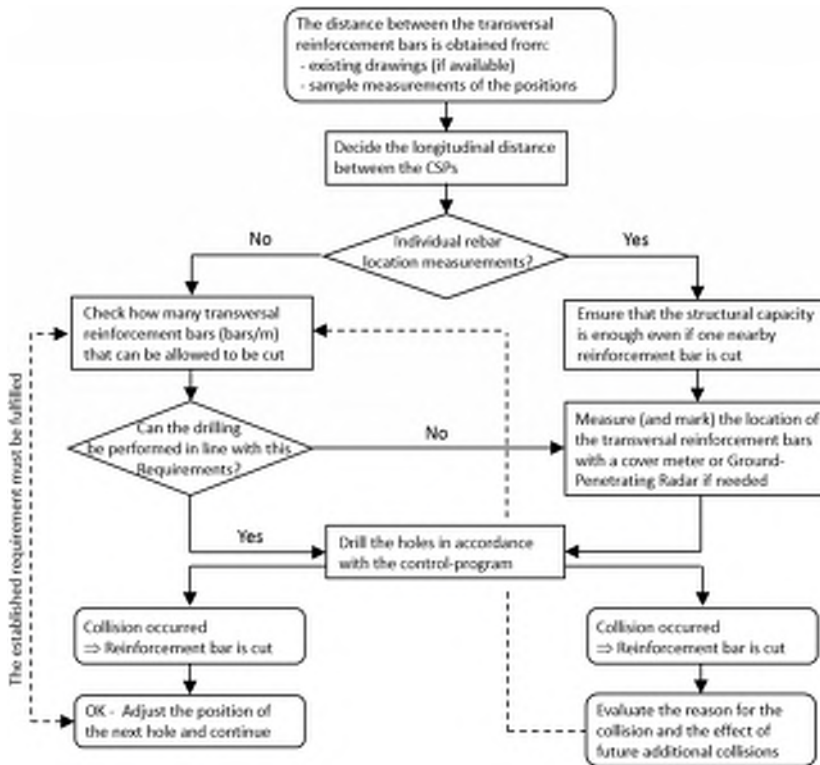 The distance between the transversal
reinforcement bars is obtained from:
- existing drawings (if available)
- sample measurements of the positions
Decide the longitudinal distance
between the CSPs
Individual rebar
location measurements?
No
Yes
Check how many transversal
reinforcement bars (bars/m)
that can be allowed to be cut
Ensure that the structural capacity
is enough even if one nearby
reinforcement bar is cut
Can the drilling
be performed in line with this
Requirements?
No
Measure (and mark) the location of
the transversal reinforcement bars
with a cover meter or Ground-
Penetrating Radar if needed
Yes
Drill the holes in accordance
with the control-program
Collision occurred
⇒ Reinforcement bar is cut
Collision occurred
⇒ Reinforcement bar is cut
OK - Adjust the position of
the next hole and continue
Evaluate the reason for the
collision and the effect of
future additional collisions
The established requirement must be fulfilled